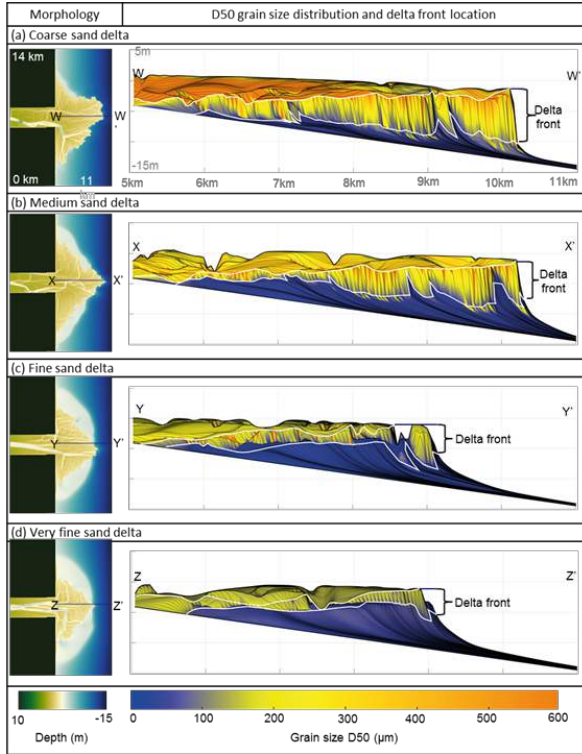 Morphology D50 grain size distribution and delta front location
(a) Coarse sand delta
14 km
W W'
0 km 11
km
5m
W W'
Delta
front
-15m
5km 6km 7km 8km 9km 10km 11km
(b) Medium sand delta
X X'
X X'
Delta
front
(c) Fine sand delta
Y Y'
Y Y'
Delta front
(d) Very fine sand delta
Z Z'
Z Z'
Delta front
10 -15
Depth (m)
0 100 200 300 400 500 600
Grain size D50 (µm)